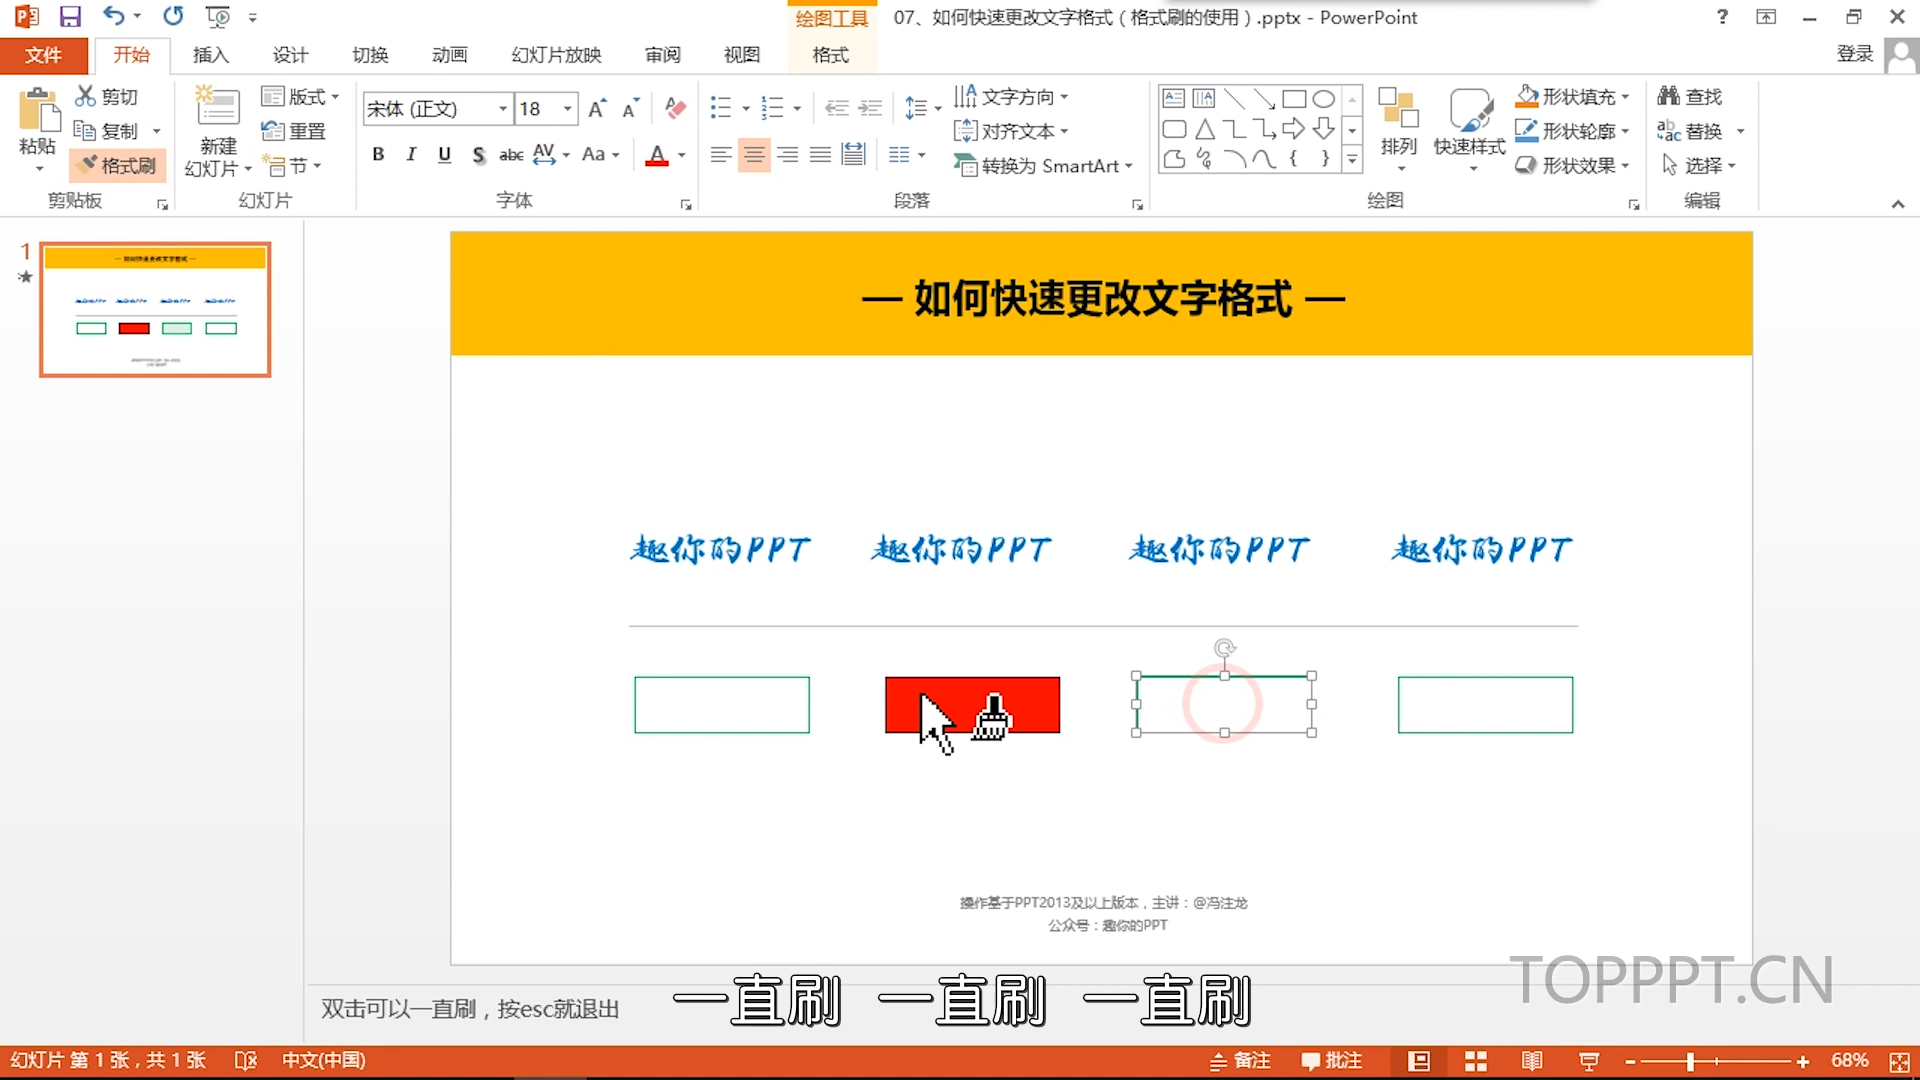 07、如何快速更改文字格式（格式刷的使用）.pptx - PowerPoint
绘图工具
登录
文件 开始 插入 设计 切换 动画 幻灯片放映 审阅 视图 格式
粘贴 剪切 复制 格式刷
剪贴板
新建 幻灯片 版式 重置 节
幻灯片
宋体 (正文) 18
B I U S abc AV Aa A
字体
文字方向
对齐文本
转换为 SmartArt
段落
排列 快速样式
形状填充
形状轮廓
形状效果
绘图
查找
替换
选择
编辑
1
— 如何快速更改文字格式 —
趣你的PPT 趣你的PPT 趣你的PPT 趣你的PPT
操作基于PPT2013及以上版本，主讲：@冯注龙
公众号：趣你的PPT
TOPPPT.CN
双击可以一直刷，按esc就退出
一直刷 一直刷 一直刷
幻灯片 第 1 张，共 1 张 中文(中国) 备注 批注 68%